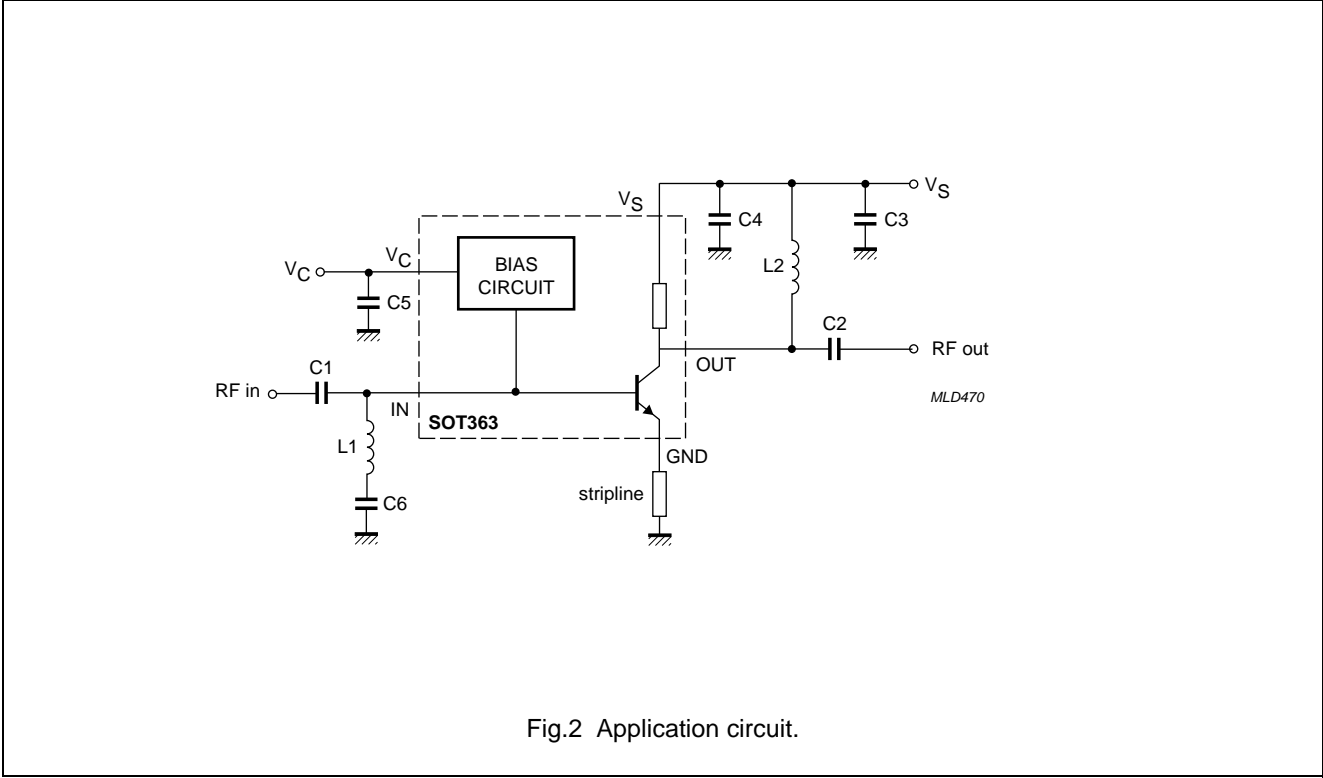 VS
VS
C4
C3
VC
VC
BIAS
CIRCUIT
L2
C5
C2
C1
OUT
RF out
RF in
IN
MLD470
SOT363
L1
GND
stripline
C6
Fig.2 Application circuit.